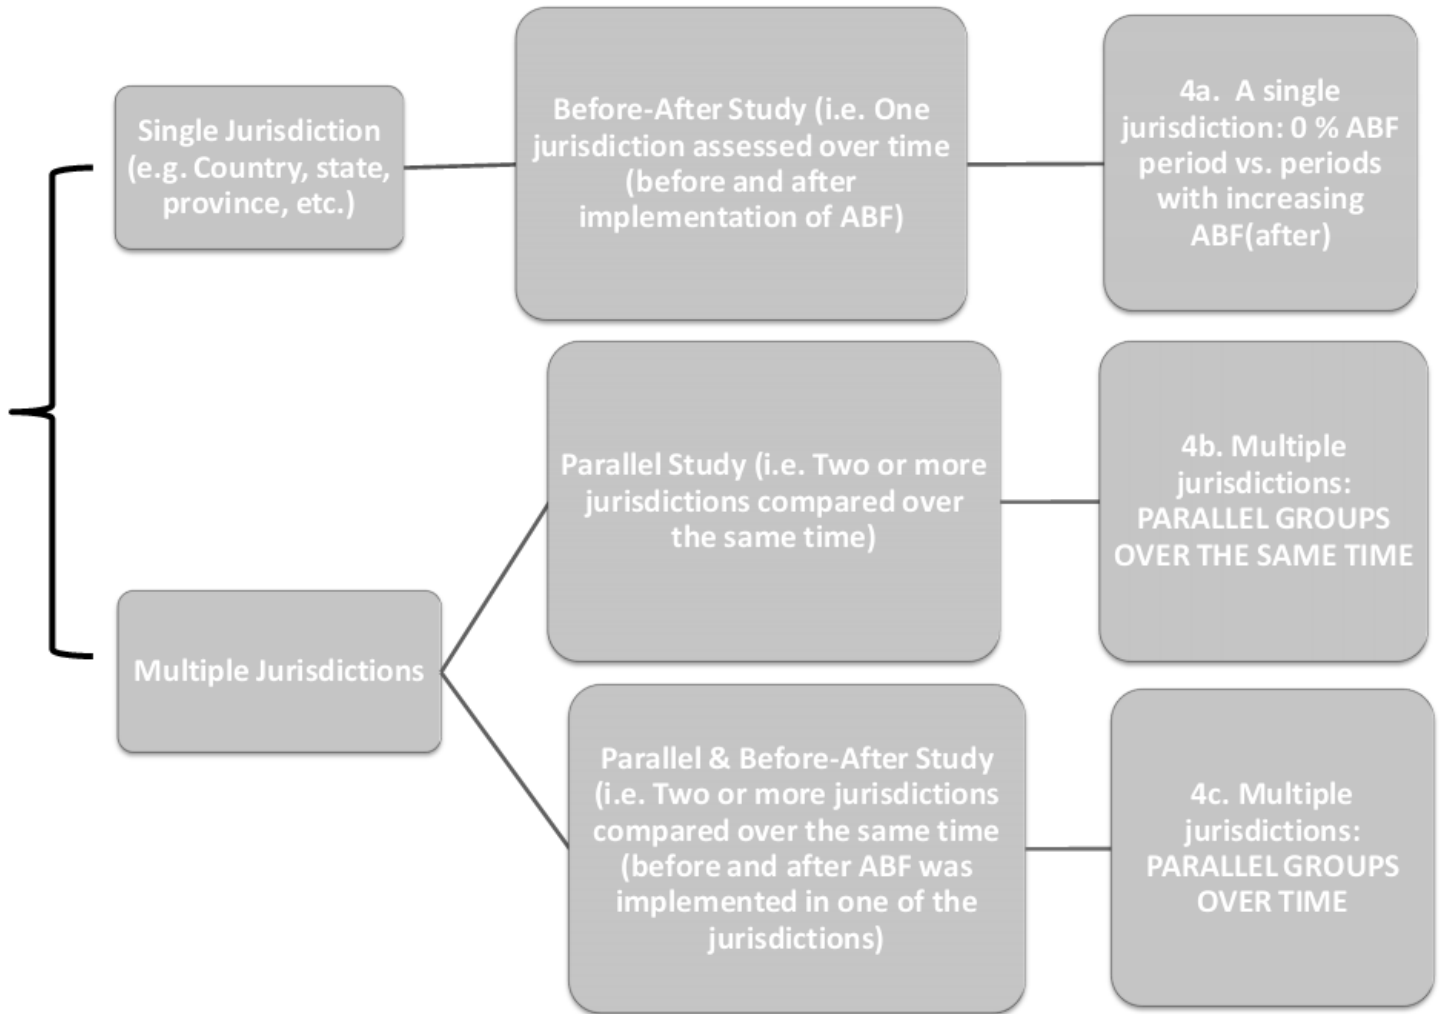 Single Jurisdiction
(e.g. Country, state,
province, etc.)
Before-After Study (i.e. One
jurisdiction assessed over time
(before and after
implementation of ABF)
4a.  A single
jurisdiction: 0 % ABF
period vs. periods
with increasing
ABF(after)
Multiple Jurisdictions
Parallel Study (i.e. Two or more
jurisdictions compared over
the same time)
4b. Multiple
jurisdictions:
PARALLEL GROUPS
OVER THE SAME TIME
Parallel & Before-After Study
(i.e. Two or more jurisdictions
compared over the same time
(before and after ABF was
implemented in one of the
jurisdictions)
4c. Multiple
jurisdictions:
PARALLEL GROUPS
OVER TIME